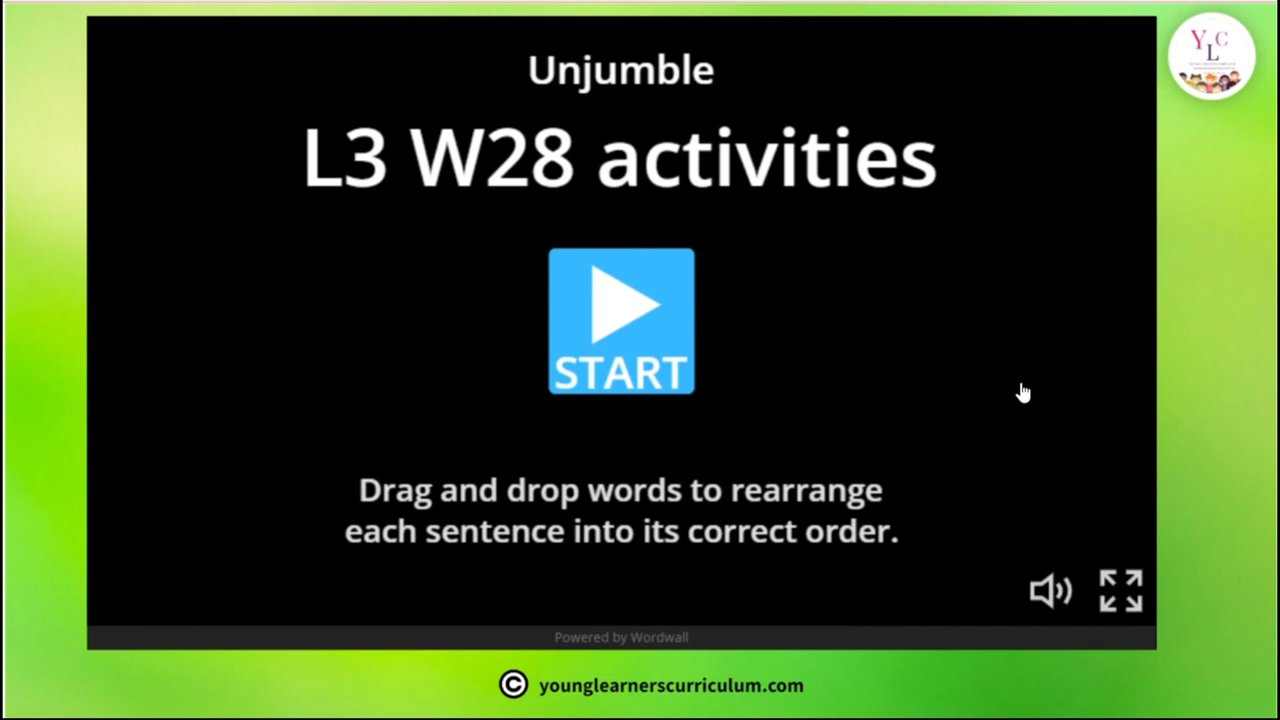 Unjumble
Y C
L
L3 W28 activities
START
Drag and drop words to rearrange
each sentence into its correct order.
Powered by Wordwall
© younglearnerscurriculum.com